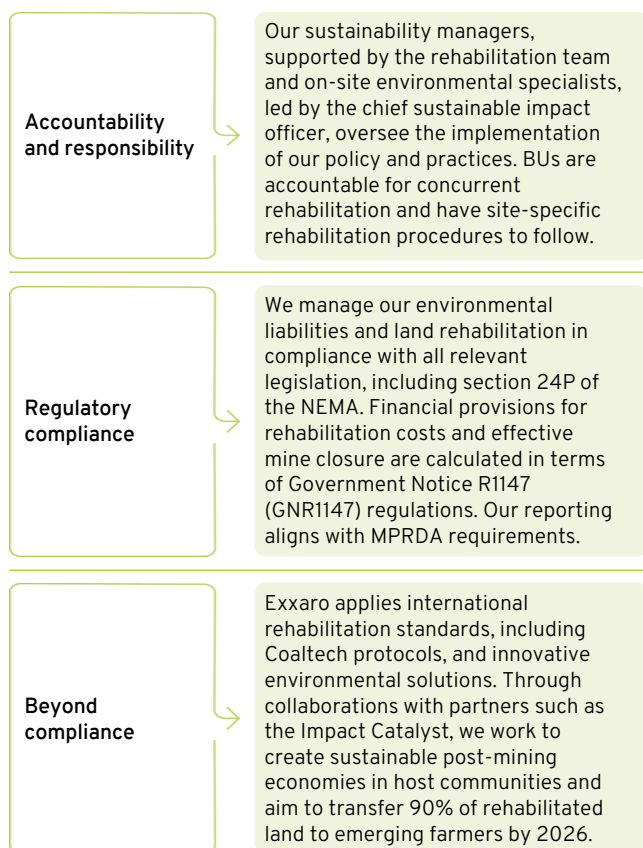 Accountability
and responsibility
Our sustainability managers,
supported by the rehabilitation team
and on-site environmental specialists,
led by the chief sustainable impact
officer, oversee the implementation
of our policy and practices. BUs are
accountable for concurrent
rehabilitation and have site-specific
rehabilitation procedures to follow.
Regulatory
compliance
We manage our environmental
liabilities and land rehabilitation in
compliance with all relevant
legislation, including section 24P of
the NEMA. Financial provisions for
rehabilitation costs and effective
mine closure are calculated in terms
of Government Notice R1147
(GNR1147) regulations. Our reporting
aligns with MPRDA requirements.
Beyond
compliance
Exxaro applies international
rehabilitation standards, including
Coaltech protocols, and innovative
environmental solutions. Through
collaborations with partners such as
the Impact Catalyst, we work to
create sustainable post-mining
economies in host communities and
aim to transfer 90% of rehabilitated
land to emerging farmers by 2026.